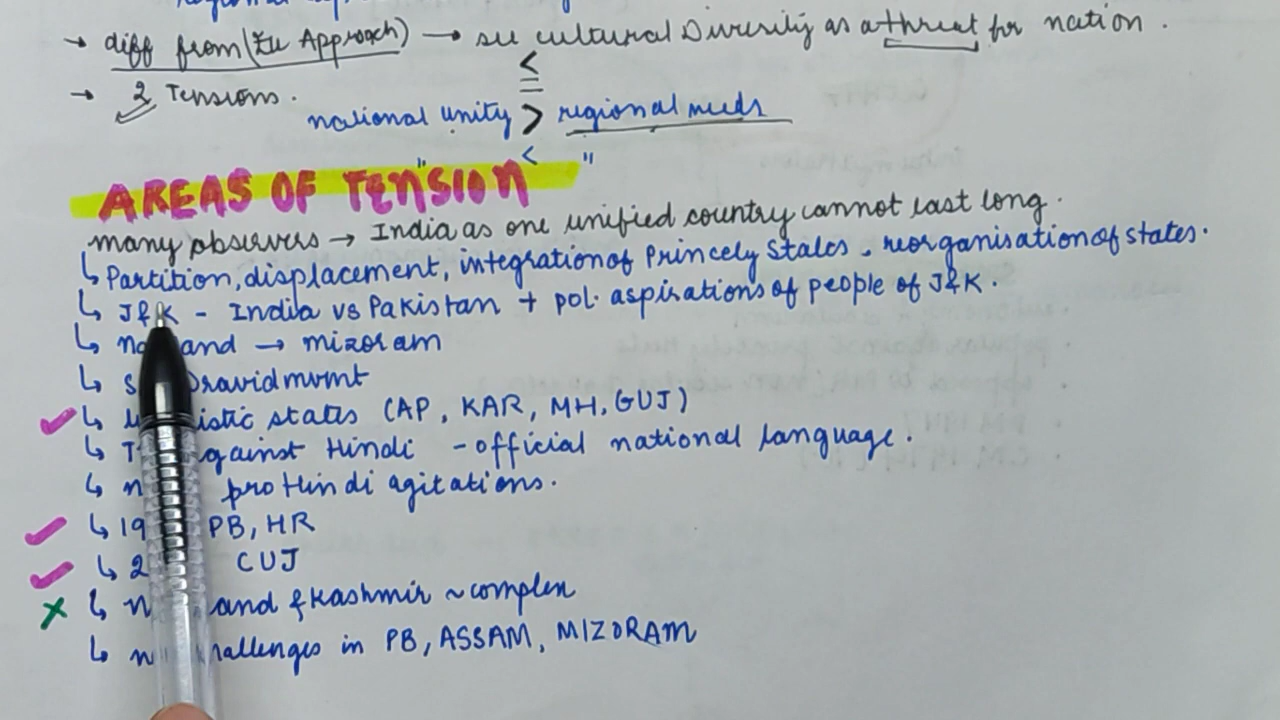 → diff from (Eu Approach) → see cultural Diversity as a threat for nation.
→ 2 Tensions.
<
=
national unity > regional needs
" < "
AREAS OF TENSION
many observers → India as one unified country cannot last long.
↳ Partition, displacement, integration of Princely States. reorganisation of states.
↳ J&K - India vs Pakistan + pol. aspirations of people of J&K.
↳ → mizoram
↳ Dravid mvmt
↳ states (AP, KAR, MH, GUJ)
↳ against Hindi - official national language.
↳ pro Hindi agitations.
↳ 19 PB, HR
↳ 2 CUJ
↳ & Kashmir ~ complex
↳ in PB, ASSAM, MIZORAM